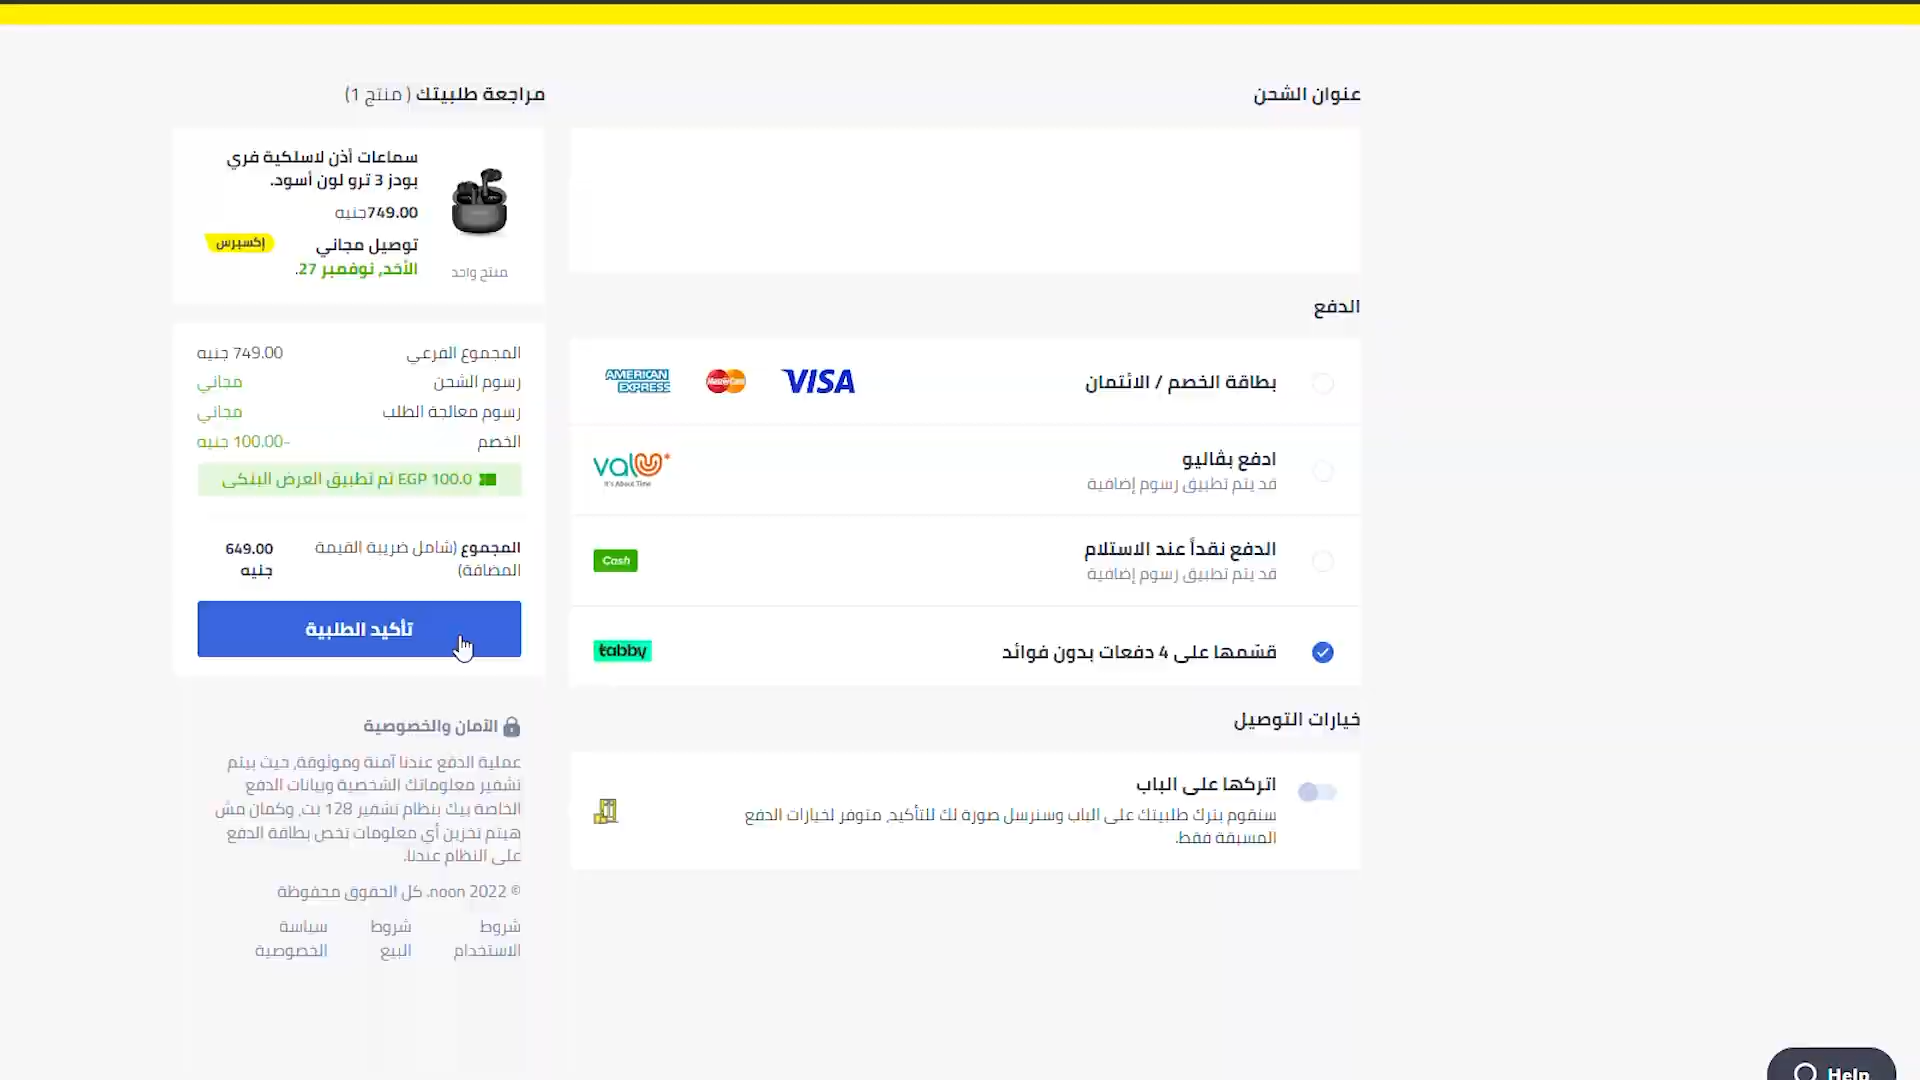 عنوان الشحن
الدفع
بطاقة الخصم / الائتمان
VISA
MasterCard
AMERICAN EXPRESS
ادفع بڤاليو
قد يتم تطبيق رسوم إضافية
valU
It's About Time
الدفع نقداً عند الاستلام
قد يتم تطبيق رسوم إضافية
Cash
قسّمها على 4 دفعات بدون فوائد
tabby
خيارات التوصيل
اتركها على الباب
سنقوم بترك طلبيتك على الباب وسنرسل صورة لك للتأكيد, متوفر لخيارات الدفع
المسبقة فقط.
مراجعة طلبيتك ( منتج 1)
سماعات أذن لاسلكية فري
بودز 3 ترو لون أسود.
749.00جنيه
توصيل مجاني
إكسبرس
الأحد, نوفمبر 27.
منتج واحد
المجموع الفرعي 749.00 جنيه
رسوم الشحن مجاني
رسوم معالجة الطلب مجاني
الخصم -100.00 جنيه
EGP 100.0 تم تطبيق العرض البنكى
المجموع (شامل ضريبة القيمة 649.00
المضافة) جنيه
تأكيد الطلبية
الأمان والخصوصية
عملية الدفع عندنا آمنة وموثوقة, حيث بيتم
تشفير معلوماتك الشخصية وبيانات الدفع
الخاصة بيك بنظام تشفير 128 بت, وكمان مش
هيتم تخزين أي معلومات تخص بطاقة الدفع
على النظام عندنا.
© 2022 noon. كل الحقوق محفوظة
شروط الاستخدام
شروط البيع
سياسة الخصوصية
Help